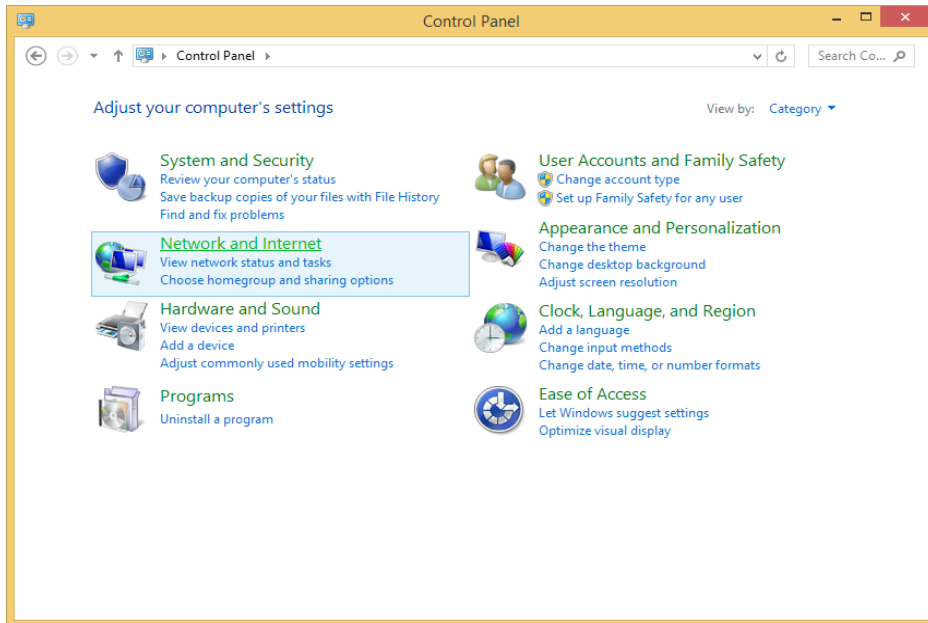 Control Panel
Control Panel
Search Co...
Adjust your computer's settings
View by: Category
System and Security
Review your computer's status
Save backup copies of your files with File History
Find and fix problems
Network and Internet
View network status and tasks
Choose homegroup and sharing options
Hardware and Sound
View devices and printers
Add a device
Adjust commonly used mobility settings
Programs
Uninstall a program
User Accounts and Family Safety
Change account type
Set up Family Safety for any user
Appearance and Personalization
Change the theme
Change desktop background
Adjust screen resolution
Clock, Language, and Region
Add a language
Change input methods
Change date, time, or number formats
Ease of Access
Let Windows suggest settings
Optimize visual display